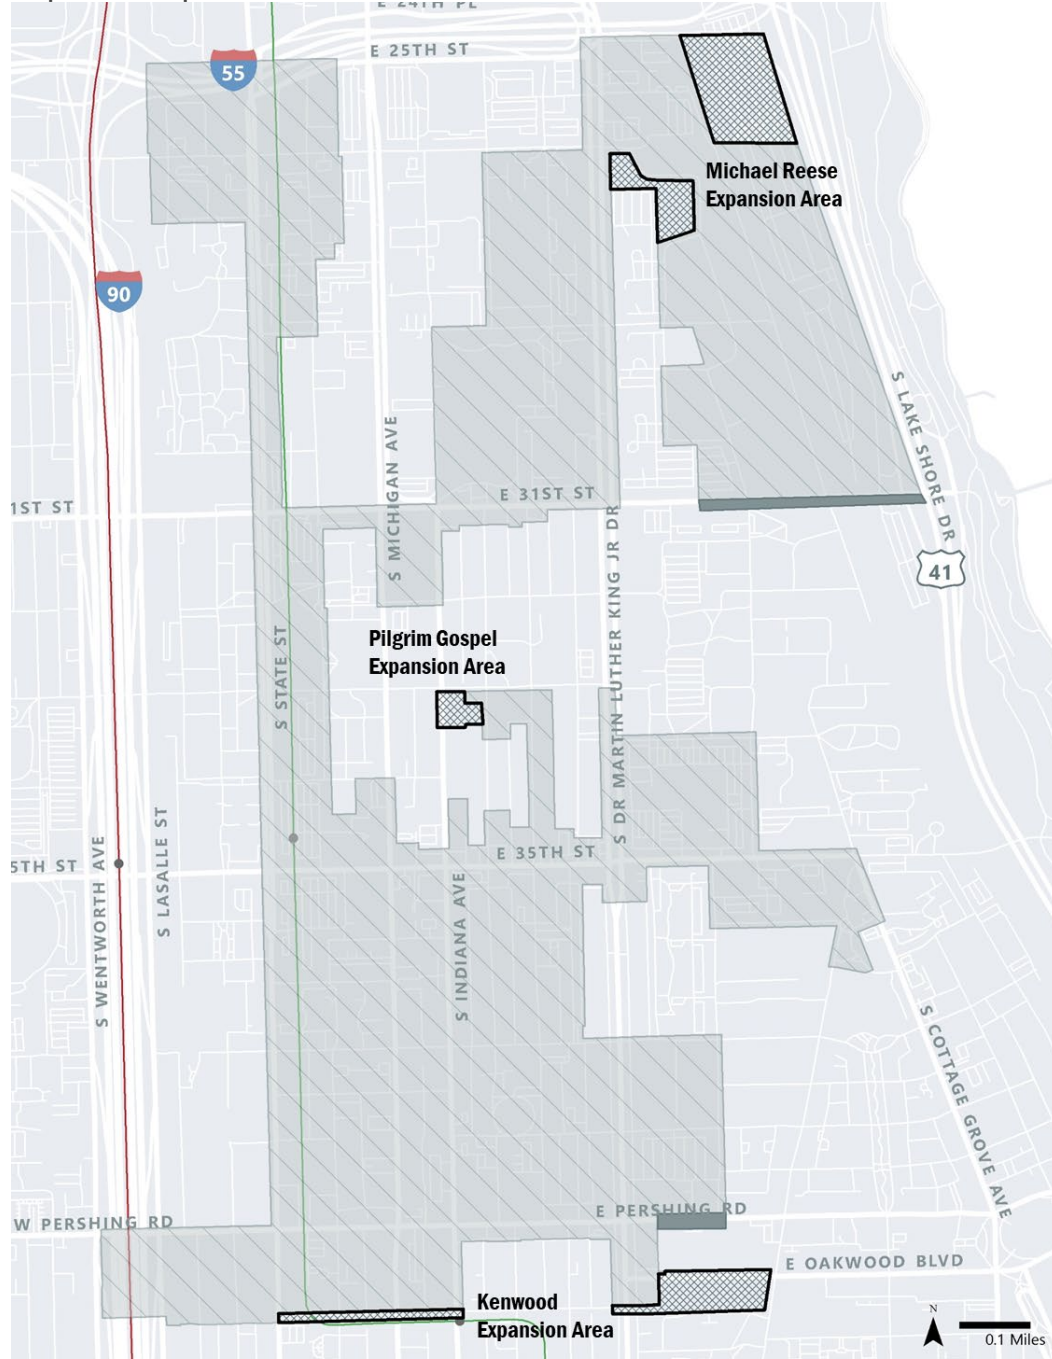 E 24TH PL
E 25TH ST
55
Michael Reese
Expansion Area
90
S LAKE SHORE DR
S MICHIGAN AVE
E 31ST ST
1ST ST
S DR MARTIN LUTHER KING JR DR
41
Pilgrim Gospel
Expansion Area
S STATE ST
S LASALLE ST
S WENTWORTH AVE
5TH ST
E 35TH ST
S INDIANA AVE
S COTTAGE GROVE AVE
W PERSHING RD
E PERSHING RD
E OAKWOOD BLVD
Kenwood
Expansion Area
N
0.1 Miles